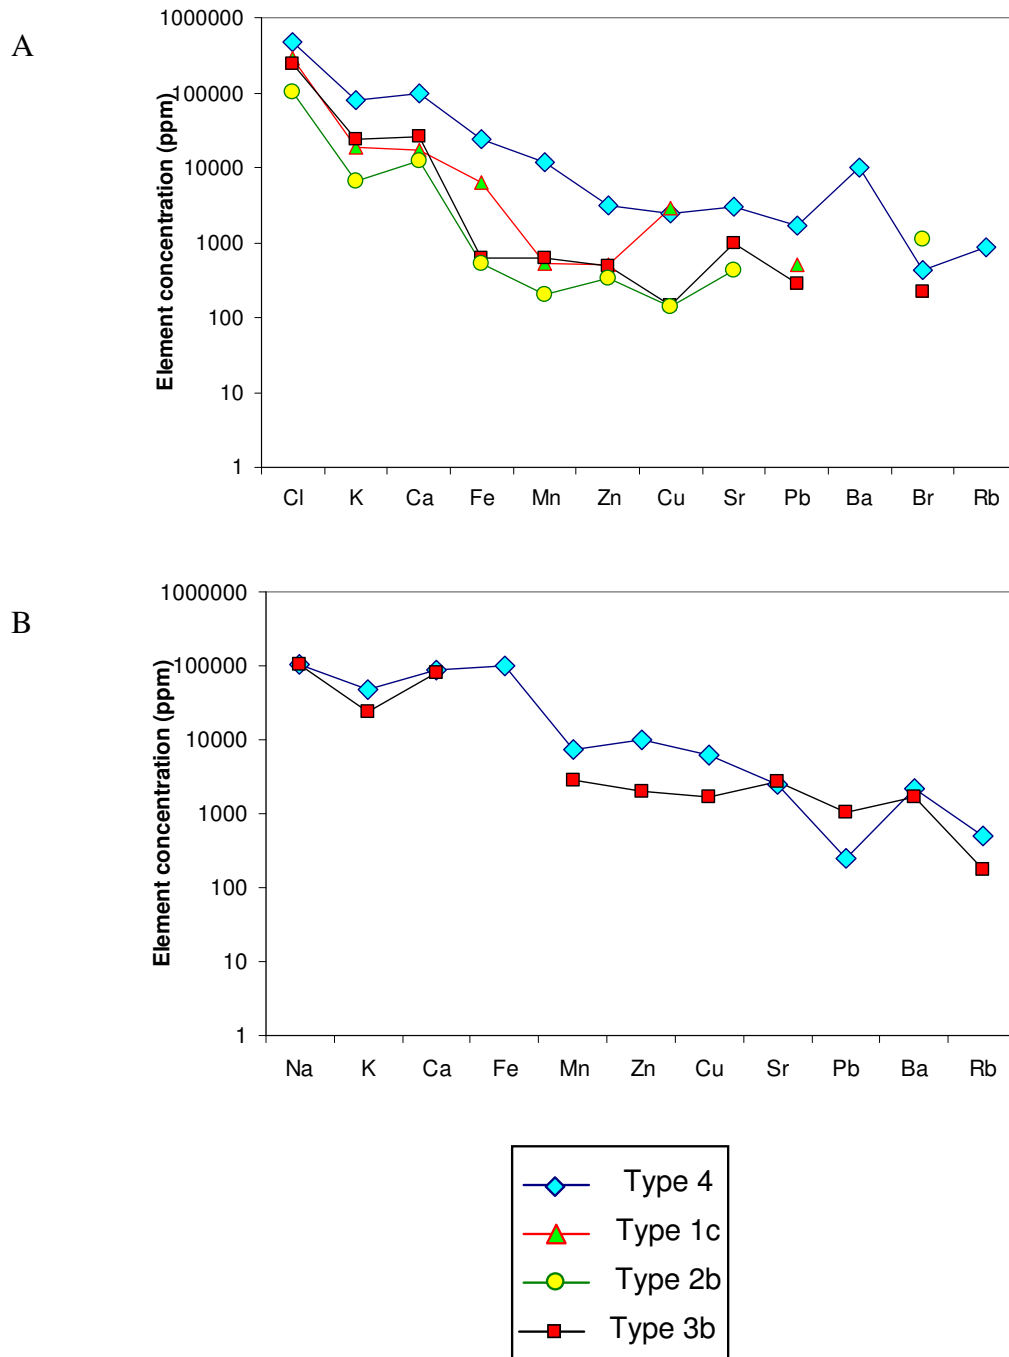 A
Element concentration (ppm)
1000000
100000
10000
1000
100
10
1
Cl K Ca Fe Mn Zn Cu Sr Pb Ba Br Rb
B
Element concentration (ppm)
1000000
100000
10000
1000
100
10
1
Na K Ca Fe Mn Zn Cu Sr Pb Ba Rb
Type 4
Type 1c
Type 2b
Type 3b